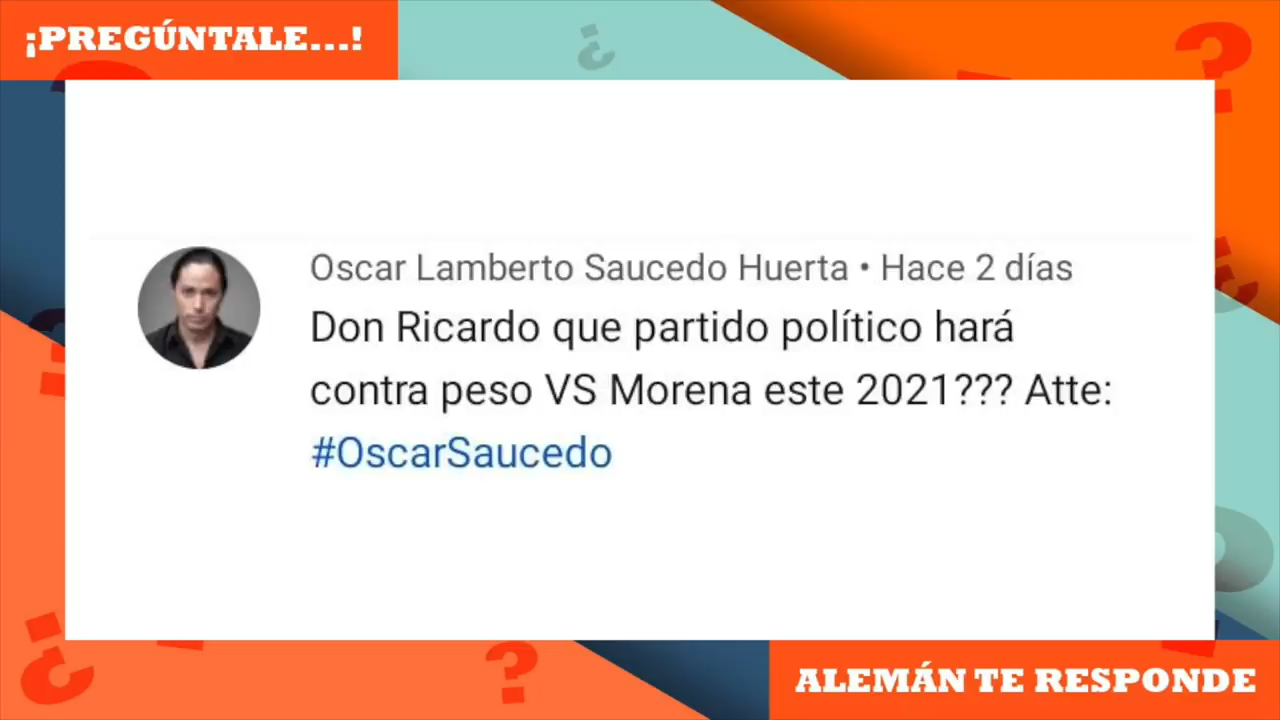 ¡PREGÚNTALE...!
Oscar Lamberto Saucedo Huerta • Hace 2 días
Don Ricardo que partido político hará
contra peso VS Morena este 2021??? Atte:
#OscarSaucedo
ALEMÁN TE RESPONDE